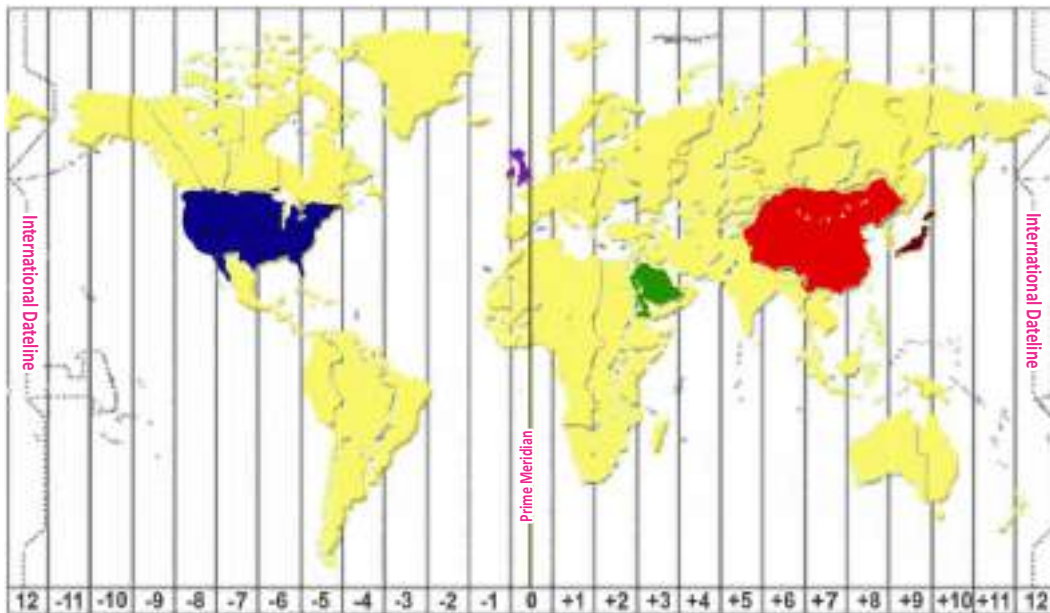 International Dateline
Prime Meridian
International Dateline
12 -11 -10 -9 -8 -7 -6 -5 -4 -3 -2 -1 0 +1 +2 +3 +4 +5 +6 +7 +8 +9 +10 +11 12